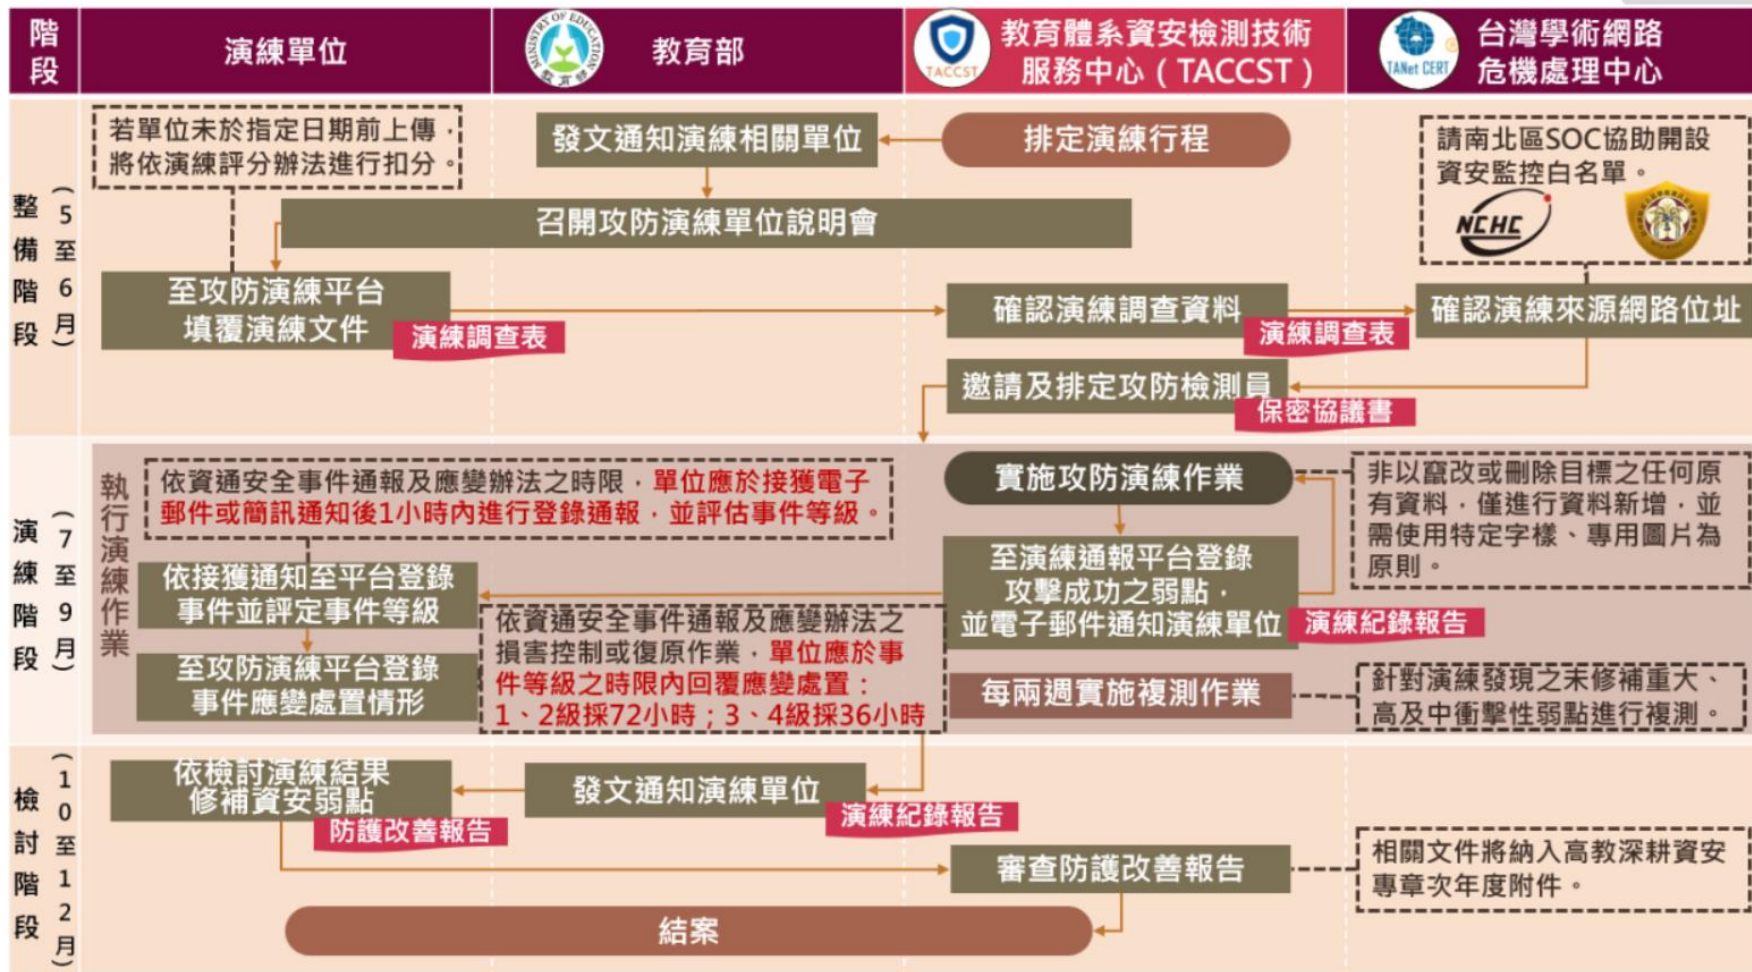 階段
演練單位
MINISTRY OF EDUCATION
教育部
教育部
TACCST
教育體系資安檢測技術
服務中心（TACCST）
TANet CERT
台灣學術網路
危機處理中心
整備階段
（5至6月）
若單位未於指定日期前上傳，
將依演練評分辦法進行扣分。
發文通知演練相關單位
排定演練行程
請南北區SOC協助開設
資安監控白名單。
NCHC
召開攻防演練單位說明會
至攻防演練平台
填覆演練文件
演練調查表
確認演練調查資料
演練調查表
確認演練來源網路位址
邀請及排定攻防檢測員
保密協議書
演練階段
（7至9月）
執行演練作業
依資通安全事件通報及應變辦法之時限，單位應於接獲電子
郵件或簡訊通知後1小時內進行登錄通報，並評估事件等級。
實施攻防演練作業
非以竄改或刪除目標之任何原
有資料，僅進行資料新增，並
需使用特定字樣、專用圖片為
原則。
依接獲通知至平台登錄
事件並評定事件等級
至演練通報平台登錄
攻擊成功之弱點，
並電子郵件通知演練單位
演練紀錄報告
依資通安全事件通報及應變辦法之
損害控制或復原作業，單位應於事
件等級之時限內回覆應變處置：
1、2級採72小時；3、4級採36小時
至攻防演練平台登錄
事件應變處置情形
每兩週實施複測作業
針對演練發現之未修補重大、
高及中衝擊性弱點進行複測。
檢討階段
（10至12月）
依檢討演練結果
修補資安弱點
防護改善報告
發文通知演練單位
演練紀錄報告
審查防護改善報告
相關文件將納入高教深耕資安
專章次年度附件。
結案